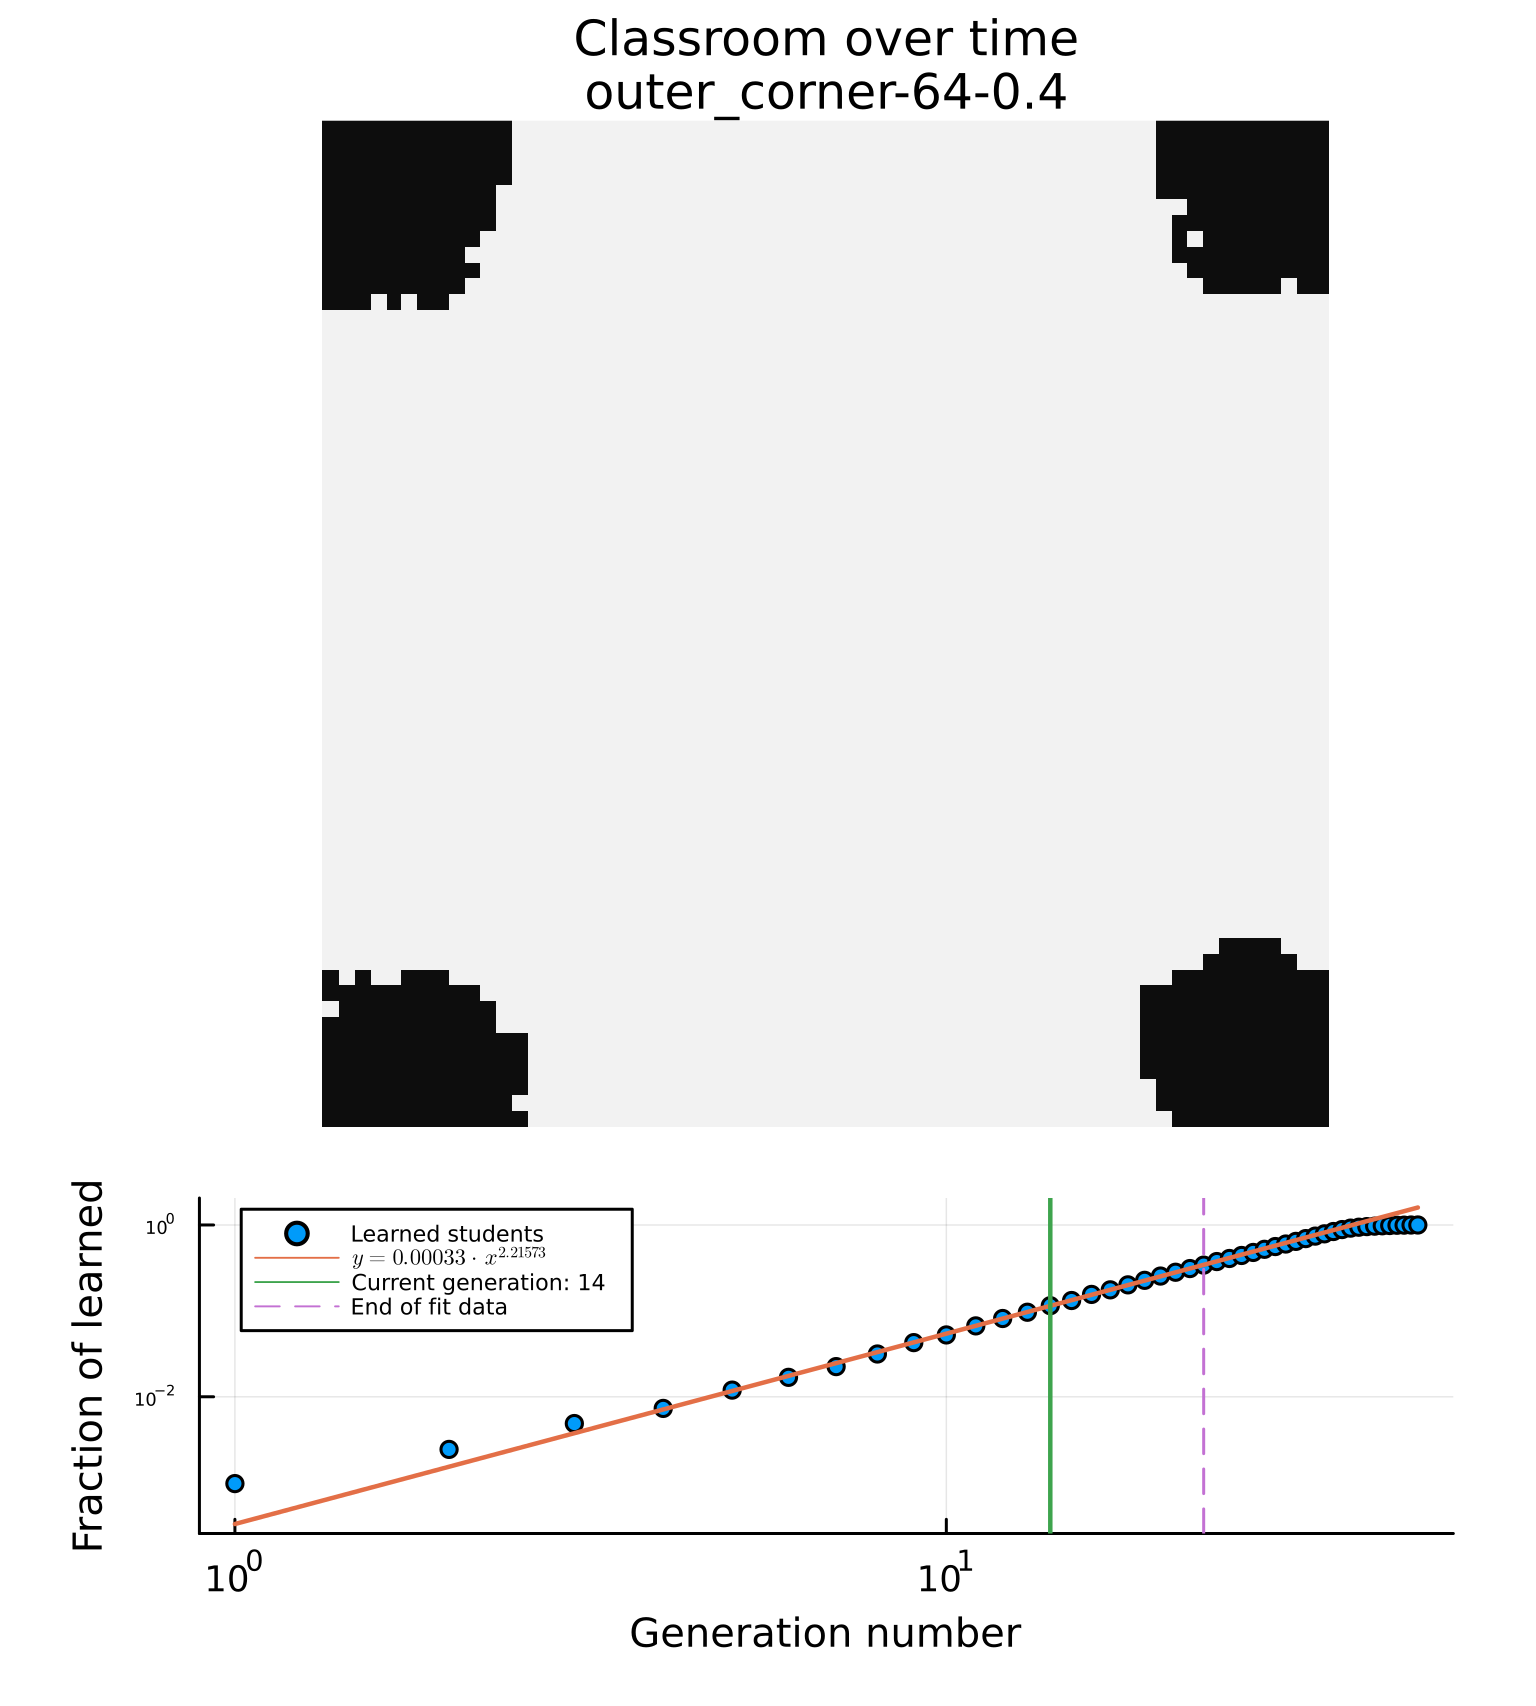 Classroom over time
outer_corner-64-0.4
Fraction of learned
10^0
10^−2
Learned students
y = 0.00033 · x^2.21573
Current generation: 14
End of fit data
10^0
10^1
Generation number